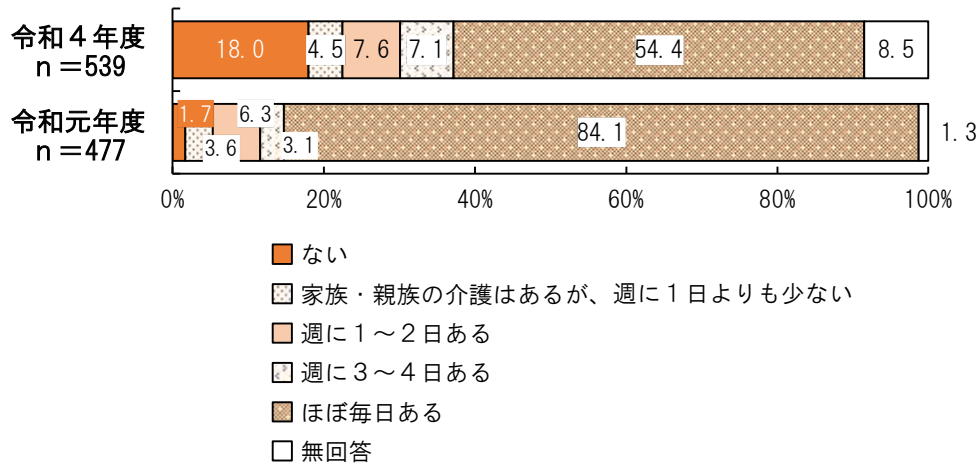 令和４年度
ｎ＝539
18.0
4.5
7.6
7.1
54.4
8.5
令和元年度
ｎ＝477
1.7
3.6
6.3
3.1
84.1
1.3
0%
20%
40%
60%
80%
100%
ない
家族・親族の介護はあるが、週に１日よりも少ない
週に１～２日ある
週に３～４日ある
ほぼ毎日ある
無回答